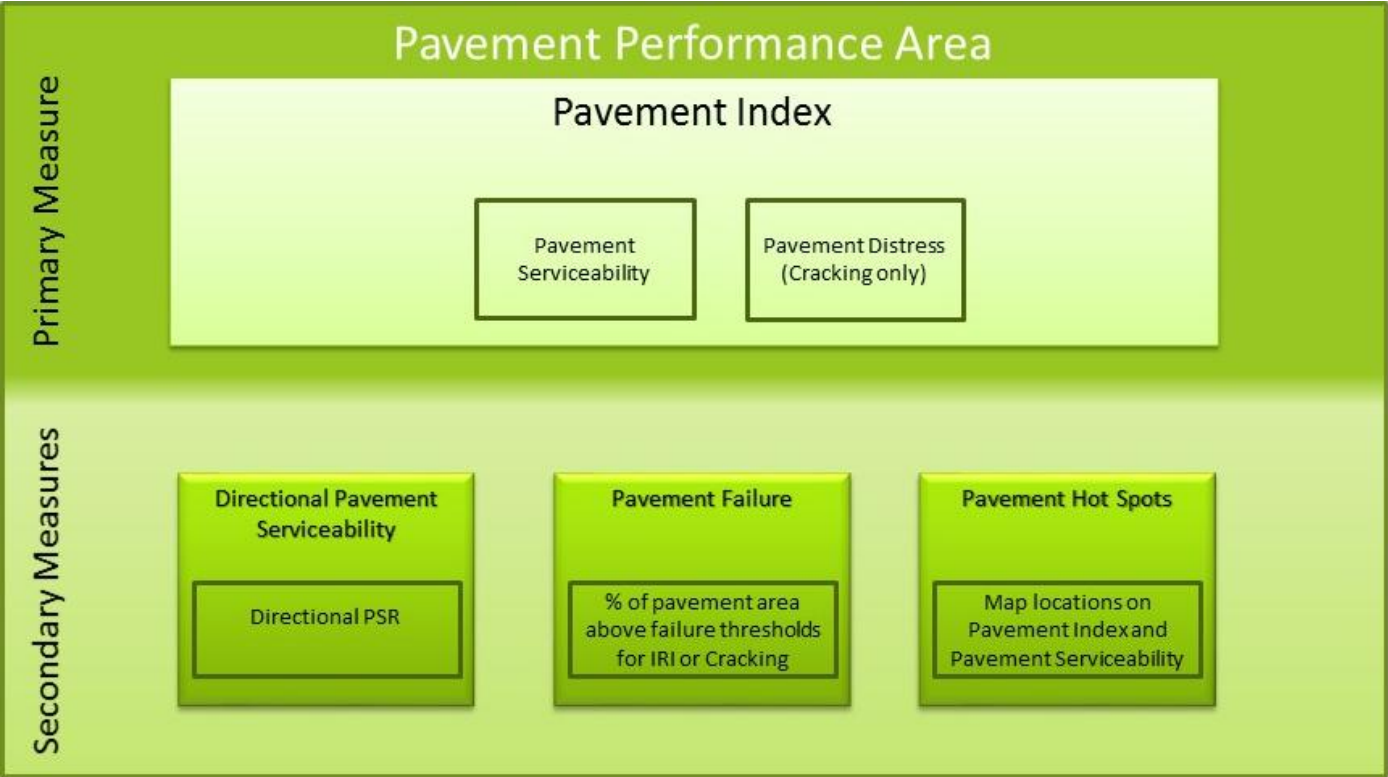 Pavement Performance Area
Primary Measure
Pavement Index
Pavement
Serviceability
Pavement Distress
(Cracking only)
Secondary Measures
Directional Pavement
Serviceability
Directional PSR
Pavement Failure
% of pavement area
above failure thresholds
for IRI or Cracking
Pavement Hot Spots
Map locations on
Pavement Index and
Pavement Serviceability